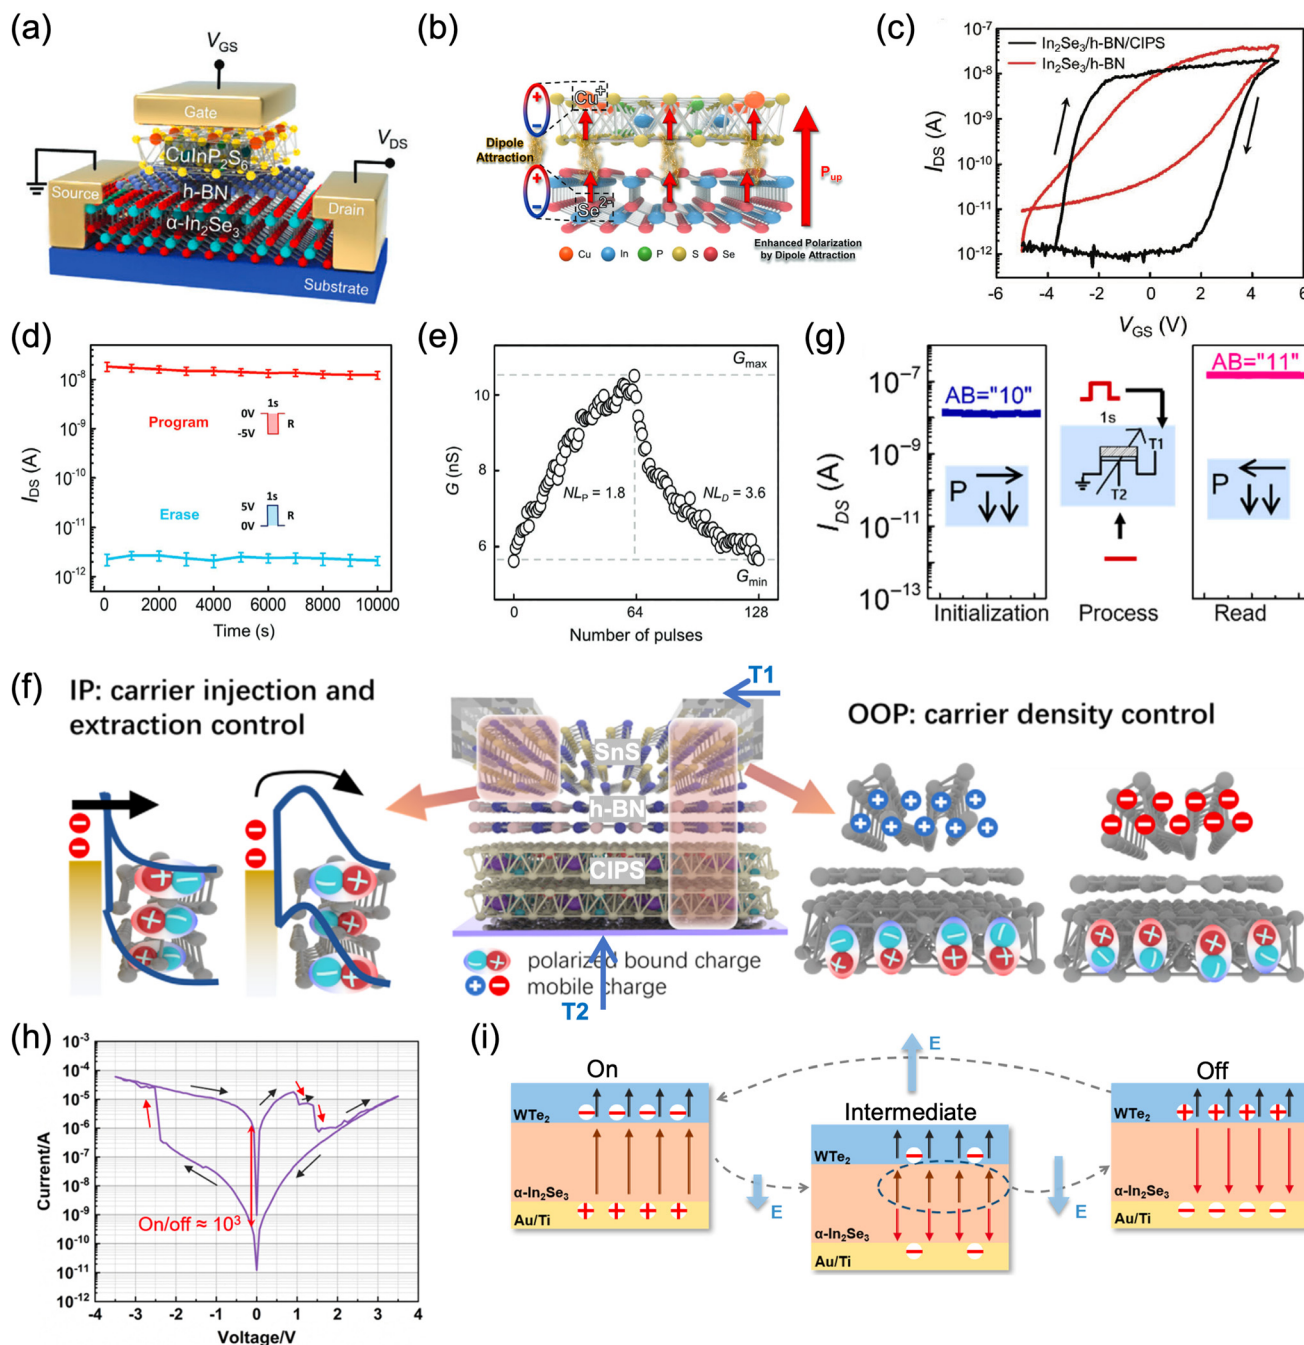 (a)
V_GS
Gate
V_DS
CuInP₂S₆
Source
h-BN
Drain
α-In₂Se₃
Substrate
(b)
Cu⁺
Dipole
Attraction
P_up
Se²⁻
Enhanced Polarization
by Dipole Attraction
Cu In P S Se
(c)
10⁻⁷
In₂Se₃/h-BN/CIPS
In₂Se₃/h-BN
10⁻⁸
10⁻⁹
10⁻¹⁰
10⁻¹¹
10⁻¹²
I_DS (A)
-6 -4 -2 0 2 4 6
V_GS (V)
(d)
10⁻⁸
10⁻⁹
10⁻¹⁰
10⁻¹¹
10⁻¹²
I_DS (A)
1s
0V
-5V
R
Program
1s
5V
0V
R
Erase
0 2000 4000 6000 8000 10000
Time (s)
(e)
G_max
10
8
6
G (nS)
NL_P = 1.8
NL_D = 3.6
G_min
0 64 128
Number of pulses
(g)
10⁻⁷
10⁻⁹
10⁻¹¹
10⁻¹³
I_DS (A)
AB="10"
P
1s
T1
T2
AB="11"
P
Initialization Process Read
(f)
IP: carrier injection and
extraction control
T1
SnS
h-BN
CIPS
OOP: carrier density control
polarized bound charge
mobile charge
T2
(h)
10⁻³
10⁻⁴
10⁻⁵
10⁻⁶
10⁻⁷
10⁻⁸
10⁻⁹
10⁻¹⁰
10⁻¹¹
10⁻¹²
Current/A
On/off ≈ 10³
-4 -3 -2 -1 0 1 2 3 4
Voltage/V
(i)
E
On
WTe₂
α-In₂Se₃
Au/Ti
E
Intermediate
WTe₂
α-In₂Se₃
Au/Ti
E
Off
WTe₂
α-In₂Se₃
Au/Ti